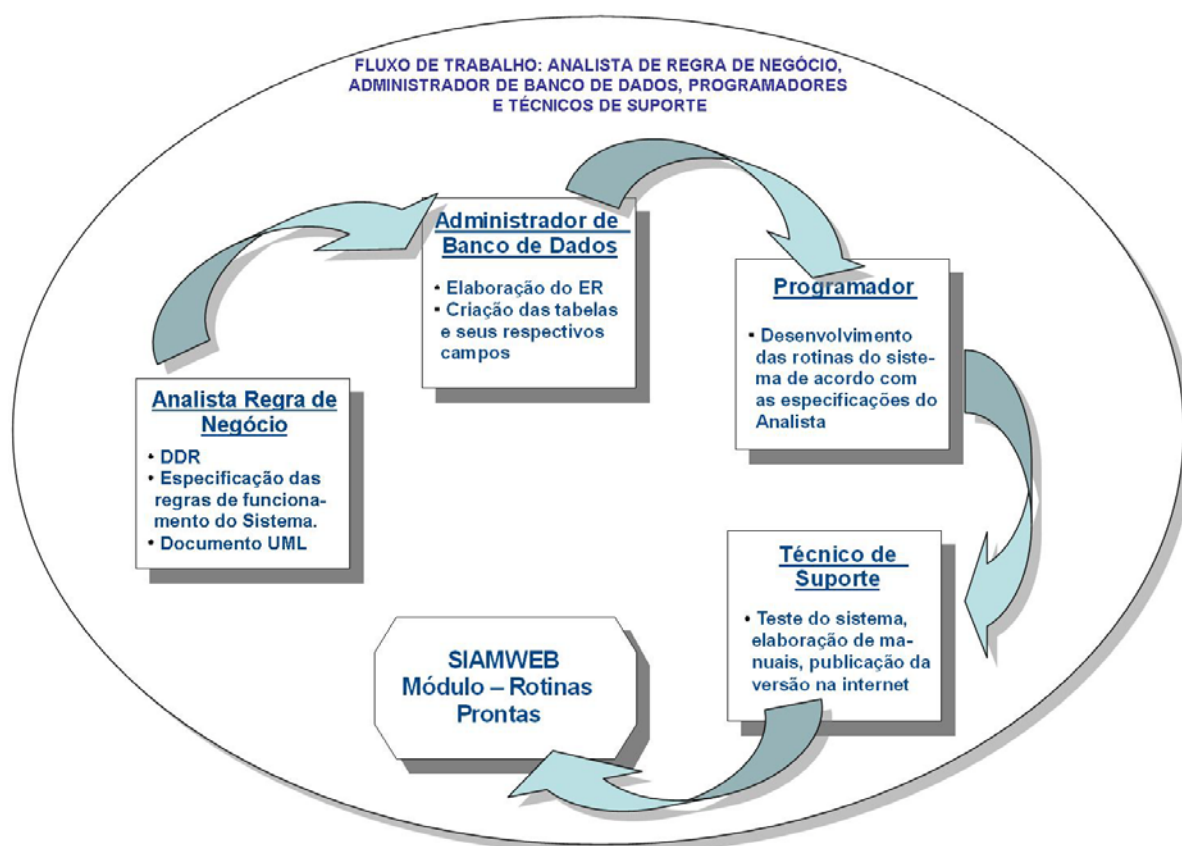 FLUXO DE TRABALHO: ANALISTA DE REGRA DE NEGÓCIO,
ADMINISTRADOR DE BANCO DE DADOS, PROGRAMADORES
E TÉCNICOS DE SUPORTE
Administrador de
Banco de Dados
• Elaboração do ER
• Criação das tabelas
e seus respectivos
campos
Programador
• Desenvolvimento
das rotinas do siste-
ma de acordo com
as especificações do
Analista
Analista Regra de
Negócio
• DDR
• Especificação das
regras de funciona-
mento do Sistema.
• Documento UML
Técnico de
Suporte
• Teste do sistema,
elaboração de ma-
nuais, publicação da
versão na internet
SIAMWEB
Módulo – Rotinas
Prontas